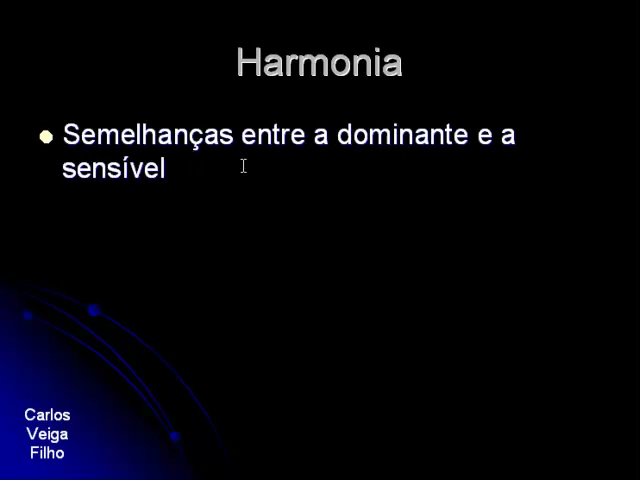 Harmonia
Semelhanças entre a dominante e a
sensível
Carlos
Veiga
Filho